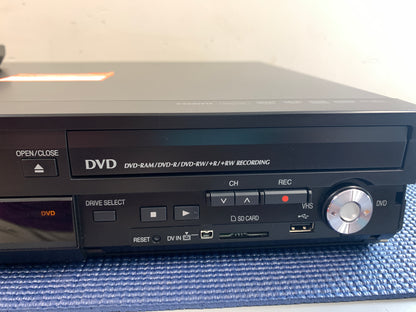 OPEN/CLOSE
DVD DVD-RAM/DVD-R/DVD-RW/+R/+RW RECORDING
CH REC
DRIVE SELECT
VHS
DVD
DVD
SD CARD
RESET DV IN